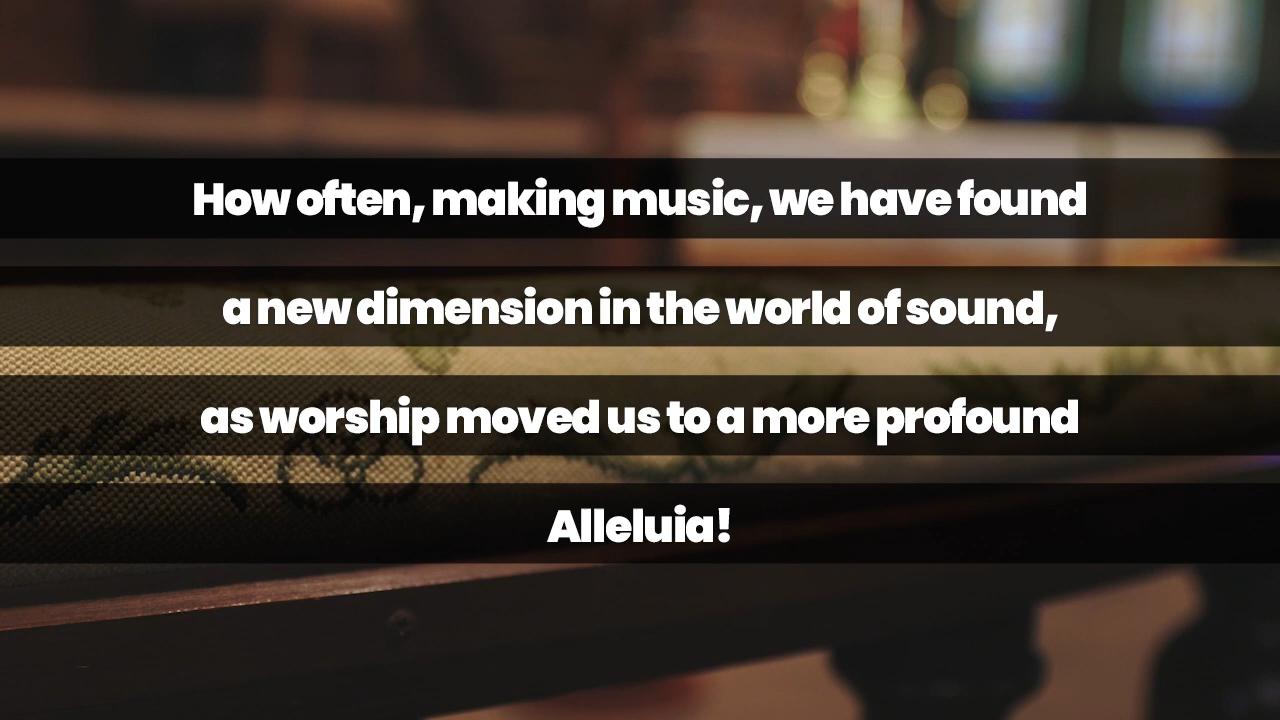 How often, making music, we have found
a new dimension in the world of sound,
as worship moved us to a more profound
Alleluia!